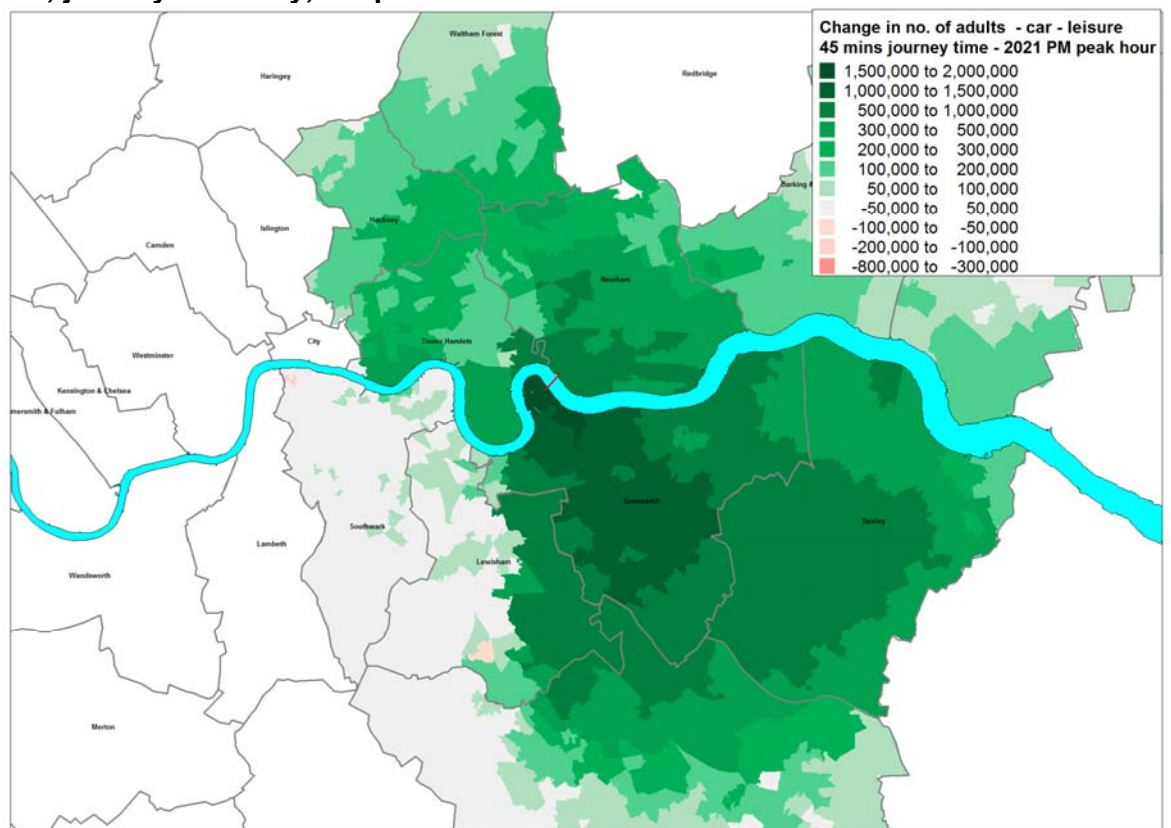 Change in no. of adults - car - leisure
45 mins journey time - 2021 PM peak hour
1,500,000 to 2,000,000
1,000,000 to 1,500,000
500,000 to 1,000,000
300,000 to 500,000
200,000 to 300,000
100,000 to 200,000
50,000 to 100,000
-50,000 to 50,000
-100,000 to -50,000
-200,000 to -100,000
-800,000 to -300,000
Waltham Forest
Haringey
Redbridge
Barking &
Hackney
Islington
Camden
Newham
City
Tower Hamlets
Westminster
Kensington & Chelsea
mersmith & Fulham
Greenwich
Bexley
Southwark
Lambeth
Lewisham
Wandsworth
Merton